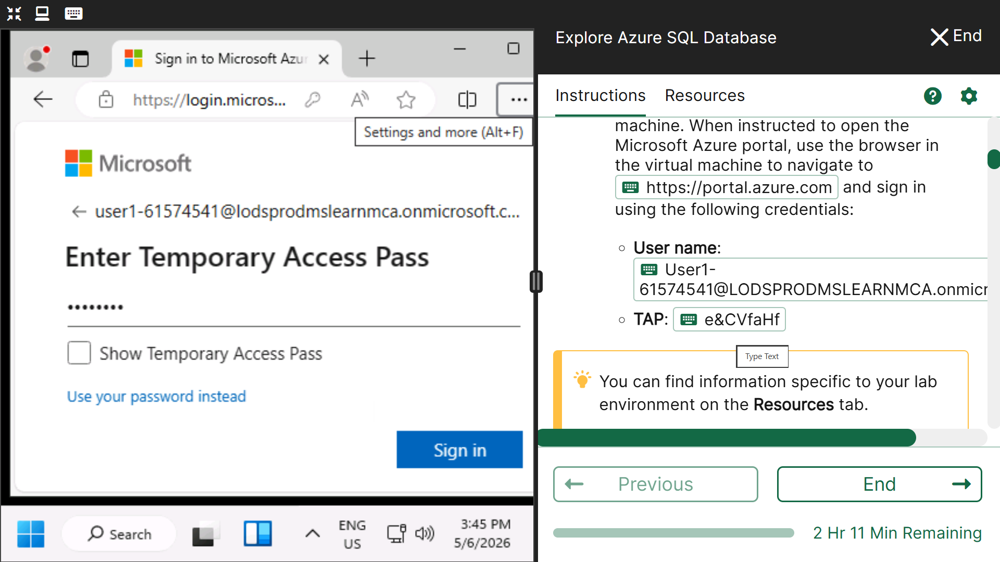 Sign in to Microsoft Azur
https://login.micros...
Settings and more (Alt+F)
Microsoft
user1-61574541@lodsprodmslearnmca.onmicrosoft.c...
Enter Temporary Access Pass
••••••••
Show Temporary Access Pass
Use your password instead
Sign in
Search
ENG
US
3:45 PM
5/6/2026
Explore Azure SQL Database
End
Instructions
Resources
machine. When instructed to open the
Microsoft Azure portal, use the browser in
the virtual machine to navigate to
https://portal.azure.com and sign in
using the following credentials:
User name:
User1-
61574541@LODSPRODMSLEARNMCA.onmicr
TAP: e&CVfaHf
Type Text
You can find information specific to your lab
environment on the Resources tab.
Previous
End
2 Hr 11 Min Remaining